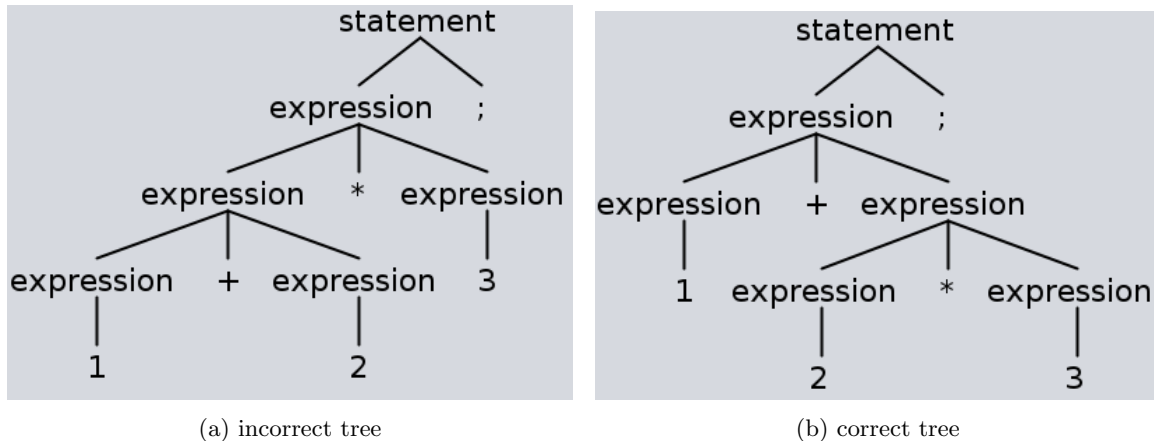 statement
expression ;
expression * expression
expression + expression 3
1 2
(a) incorrect tree
statement
expression ;
expression + expression
1 expression * expression
2 3
(b) correct tree